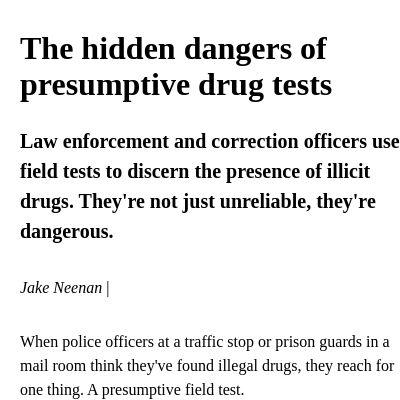 The hidden dangers of
presumptive drug tests
Law enforcement and correction officers use
field tests to discern the presence of illicit
drugs. They're not just unreliable, they're
dangerous.
Jake Neenan |
When police officers at a traffic stop or prison guards in a
mail room think they've found illegal drugs, they reach for
one thing. A presumptive field test.